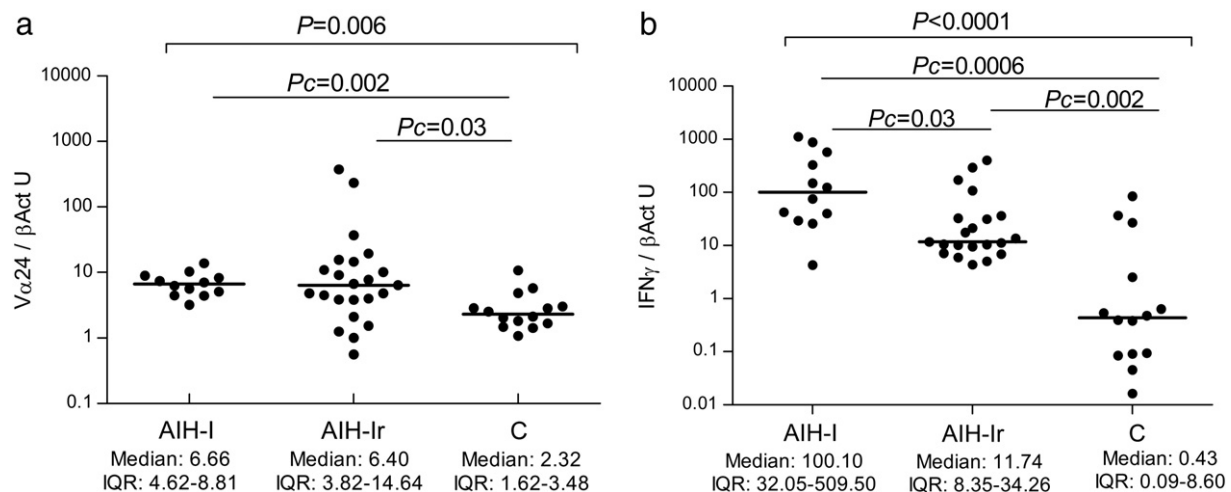 a
P=0.006
Pc=0.002
Pc=0.03
10000
1000
100
10
1
0.1
Vα24 / βAct U
AIH-I
AIH-Ir
C
Median: 6.66
Median: 6.40
Median: 2.32
IQR: 4.62-8.81
IQR: 3.82-14.64
IQR: 1.62-3.48
b
P<0.0001
Pc=0.0006
Pc=0.002
Pc=0.03
10000
1000
100
10
1
0.1
0.01
IFNγ / βAct U
AIH-I
AIH-Ir
C
Median: 100.10
Median: 11.74
Median: 0.43
IQR: 32.05-509.50
IQR: 8.35-34.26
IQR: 0.09-8.60